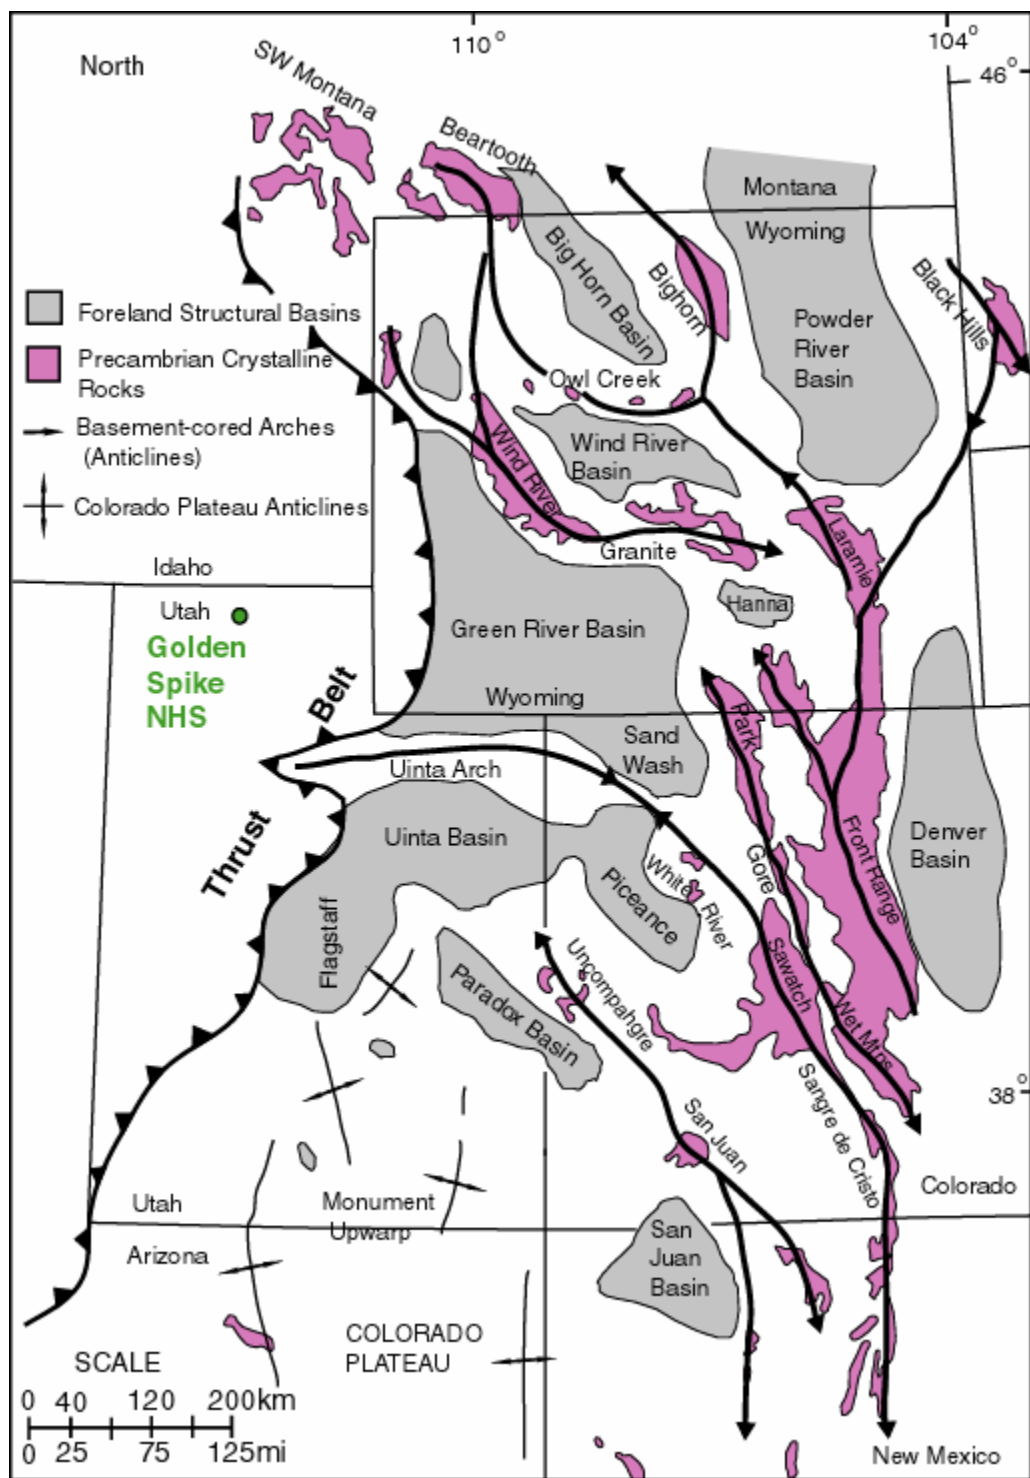 110°
104°
46°
North
SW Montana
Beartooth
Montana
Wyoming
Big Horn Basin
Bighorn
Black Hills
Foreland Structural Basins
Precambrian Crystalline
Rocks
Basement-cored Arches
(Anticlines)
Colorado Plateau Anticlines
Powder
River
Basin
Owl Creek
Wind River
Wind River
Basin
Granite
Laramie
Idaho
Utah
Golden
Spike
NHS
Hanna
Green River Basin
Wyoming
Thrust Belt
Sand
Wash
Park
Uinta Arch
Uinta Basin
Gore
Front Range
Denver
Basin
White River
Piceance
Flagstaff
Sawatch
Uncompahgre
Paradox Basin
Wet Mtns
38°
Sangre de Cristo
San Juan
Colorado
Utah
Monument
Upwarp
Arizona
San
Juan
Basin
COLORADO
PLATEAU
SCALE
0 40 120 200km
0 25 75 125mi
New Mexico